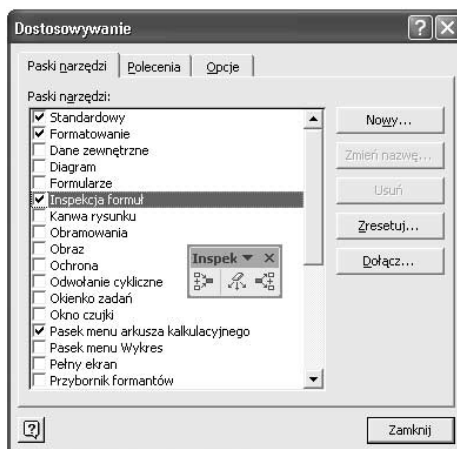 Dostosowywanie
Paski narzędzi
Polecenia
Opcje
Paski narzędzi:
Standardowy
Formatowanie
Dane zewnętrzne
Diagram
Formularze
Inspekcja formuł
Kanwa rysunku
Obramowania
Obraz
Ochrona
Odwołanie cykliczne
Okienko zadań
Okno czujki
Pasek menu arkusza kalkulacyjnego
Pasek menu Wykres
Pełny ekran
Przybornik formantów
Inspek
Nowy...
Zmień nazwę...
Usuń
Zresetuj...
Dołącz...
Zamknij